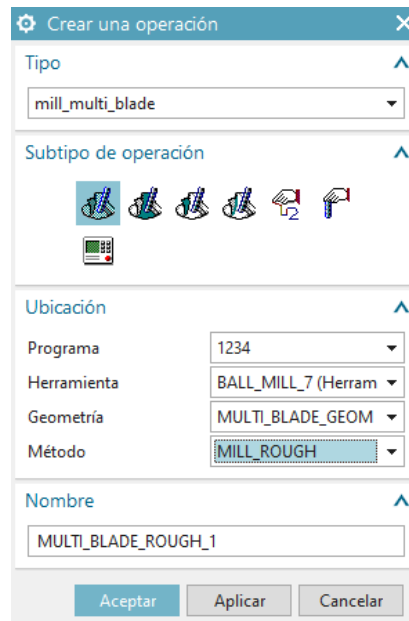 Crear una operación
Tipo
mill_multi_blade
Subtipo de operación
2
Ubicación
Programa 1234
Herramienta BALL_MILL_7 (Herram
Geometría MULTI_BLADE_GEOM
Método MILL_ROUGH
Nombre
MULTI_BLADE_ROUGH_1
Aceptar Aplicar Cancelar